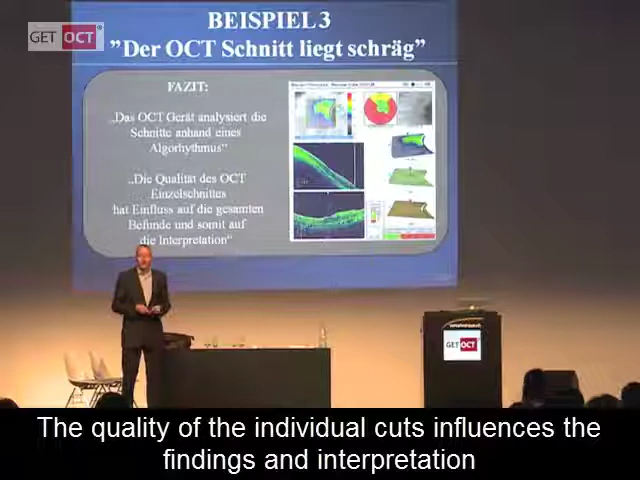 GET OCT
BEISPIEL 3
”Der OCT Schnitt liegt schräg”
FAZIT:
„Das OCT Gerät analysiert die
Schnitte anhand eines
Algorhythmus“
„Die Qualität des OCT
Einzelschnittes
hat Einfluss auf die gesamten
Befunde und somit auf
die Interpretation“
GET OCT
The quality of the individual cuts influences the
findings and interpretation